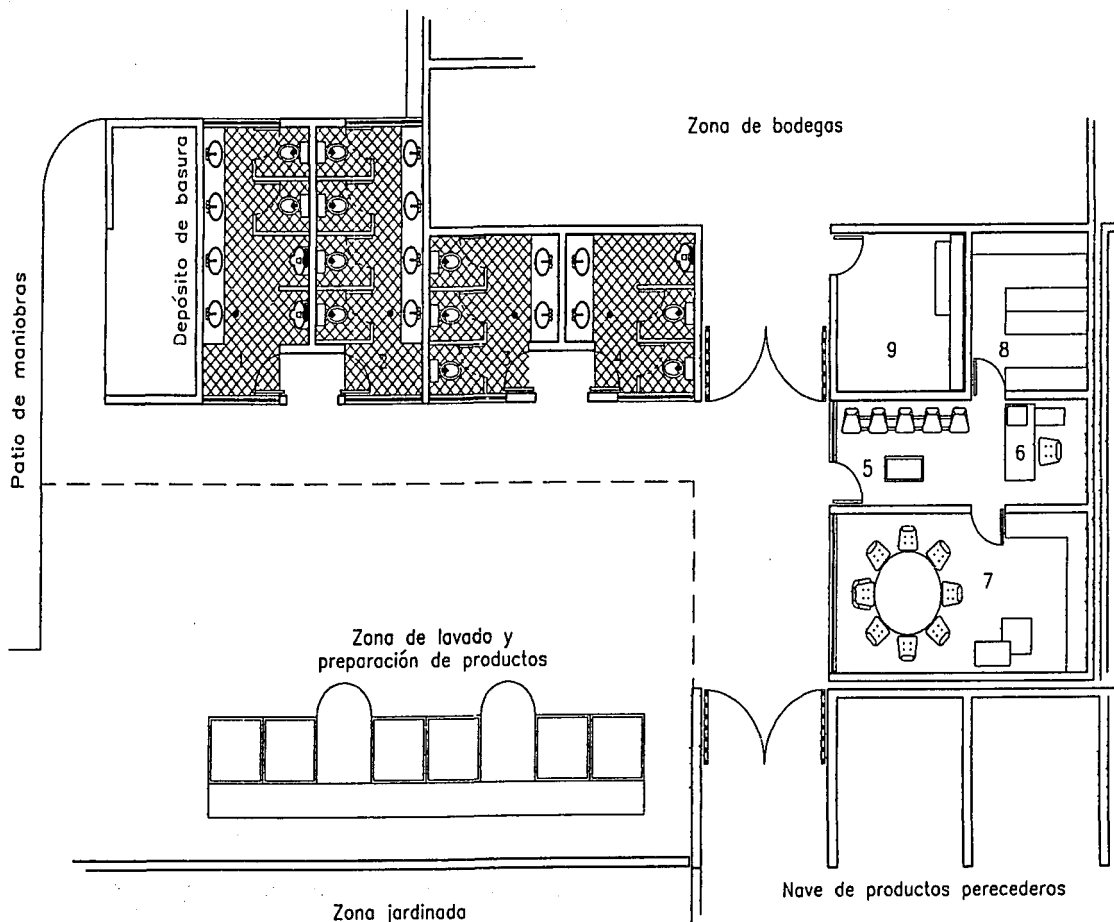 Zona de bodegas
Depósito de basura
Patio de maniobras
1
2
3
4
9
8
5
6
7
Zona de lavado y
preparación de productos
Nave de productos perecederos
Zona jardinada